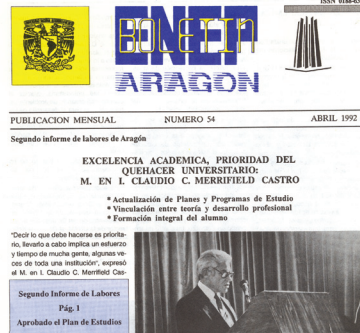 ISSN 0188-
BOLETIN
ENEP
ARAGON
PUBLICACION MENSUAL NUMERO 54 ABRIL 1992
Segundo informe de labores de Aragón
EXCELENCIA ACADEMICA, PRIORIDAD DEL
QUEHACER UNIVERSITARIO:
M. EN I. CLAUDIO C. MERRIFIELD CASTRO
* Actualización de Planes y Programas de Estudio
* Vinculación entre teoría y desarrollo profesional
* Formación integral del alumno
"Decir lo que debe hacerse es priorita-
rio, llevarlo a cabo implica un esfuerzo
y tiempo de mucha gente, algunas ve-
ces de toda una institución", expresó
el M. en I. Claudio C. Merrifield Cas-
Segundo Informe de Labores
Pág. 1
Aprobado el Plan de Estudios